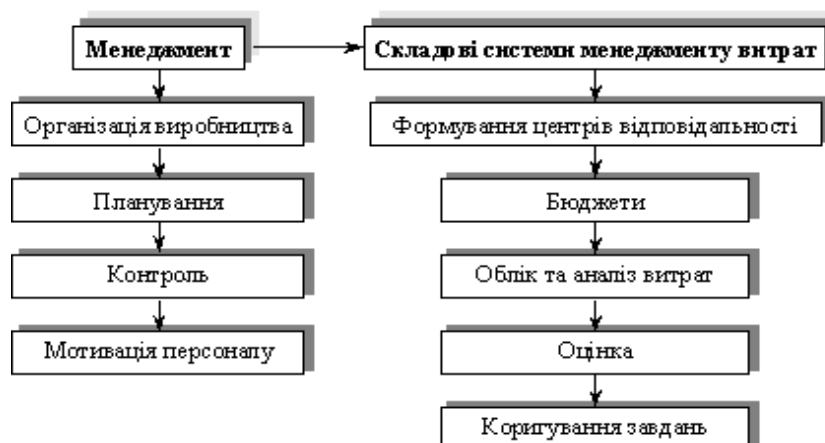 Менеджмент
Складові системи менеджменту витрат
Організація виробництва
Формування центрів відповідальності
Планування
Бюджети
Контроль
Облік та аналіз витрат
Мотивація персоналу
Оцінка
Коригування завдань